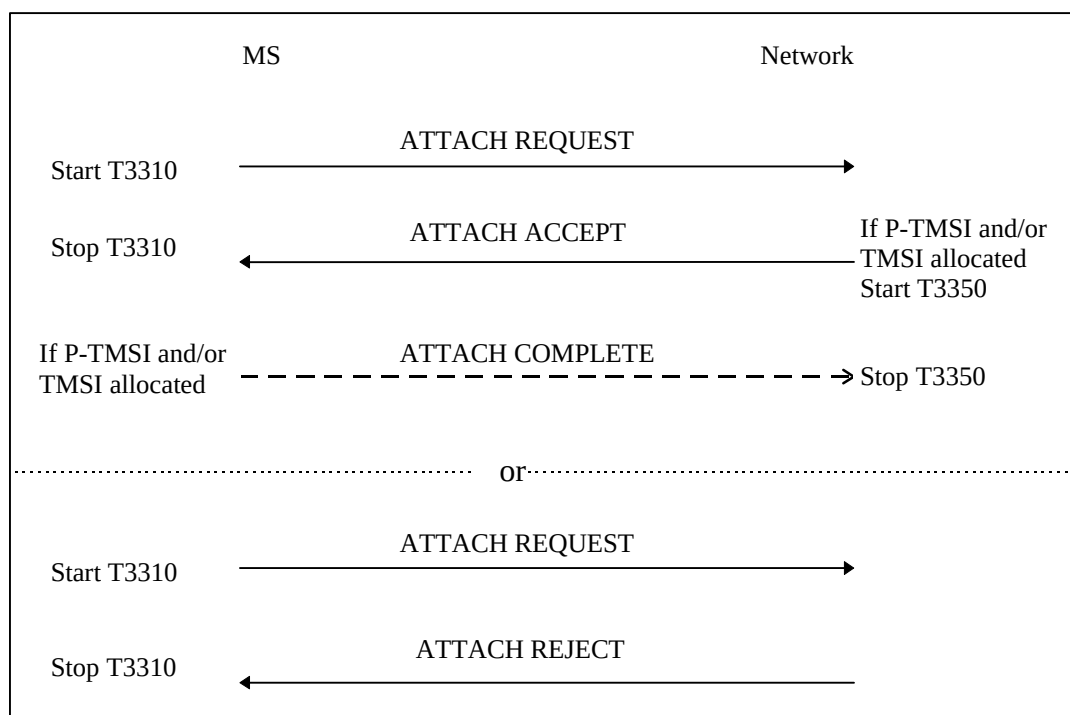 MS Network
ATTACH REQUEST
Start T3310
ATTACH ACCEPT
Stop T3310
If P-TMSI and/or
TMSI allocated
Start T3350
If P-TMSI and/or
TMSI allocated
ATTACH COMPLETE
Stop T3350
or
ATTACH REQUEST
Start T3310
ATTACH REJECT
Stop T3310